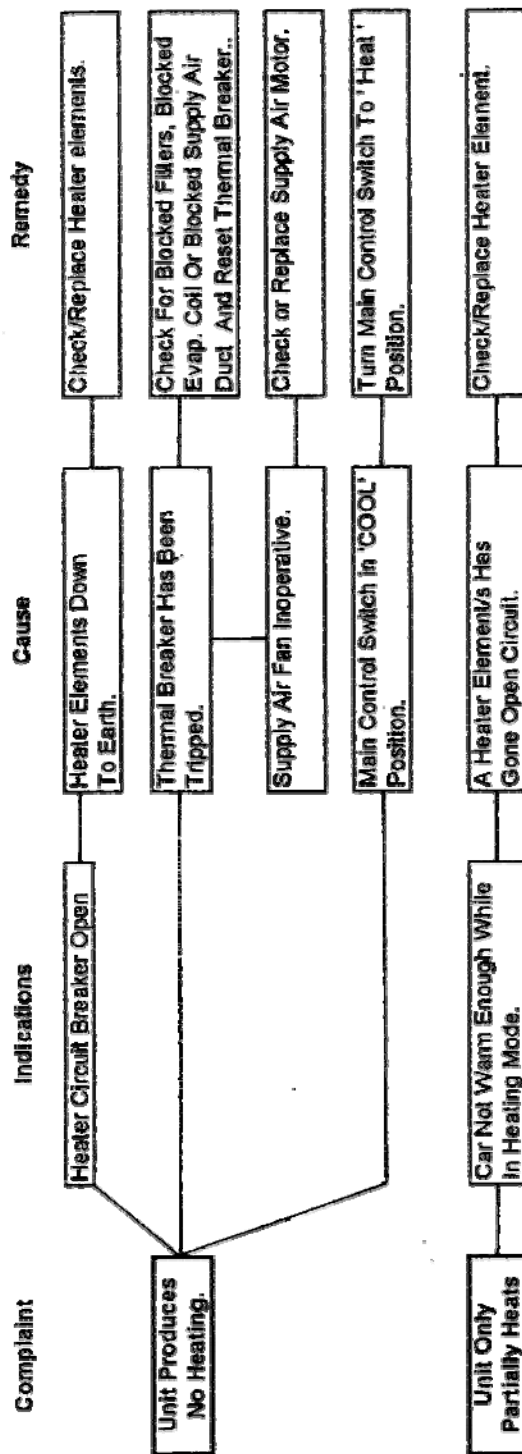 Complaint
Indications
Cause
Remedy
Unit Produces
No Heating.
Heater Circuit Breaker Open
Heater Elements Down
To Earth.
Check/Replace Heater elements.
Thermal Breaker Has Been
Tripped.
Check For Blocked Filters, Blocked
Evap. Coil Or Blocked Supply Air
Duct And Reset Thermal Breaker..
Supply Air Fan Inoperative.
Check or Replace Supply Air Motor.
Main Control Switch in 'COOL'
Position.
Turn Main Control Switch To 'Heat'
Position.
Unit Only
Partially Heats
Car Not Warm Enough While
In Heating Mode.
A Heater Element/s Has
Gone Open Circuit.
Check/Replace Heater Element.